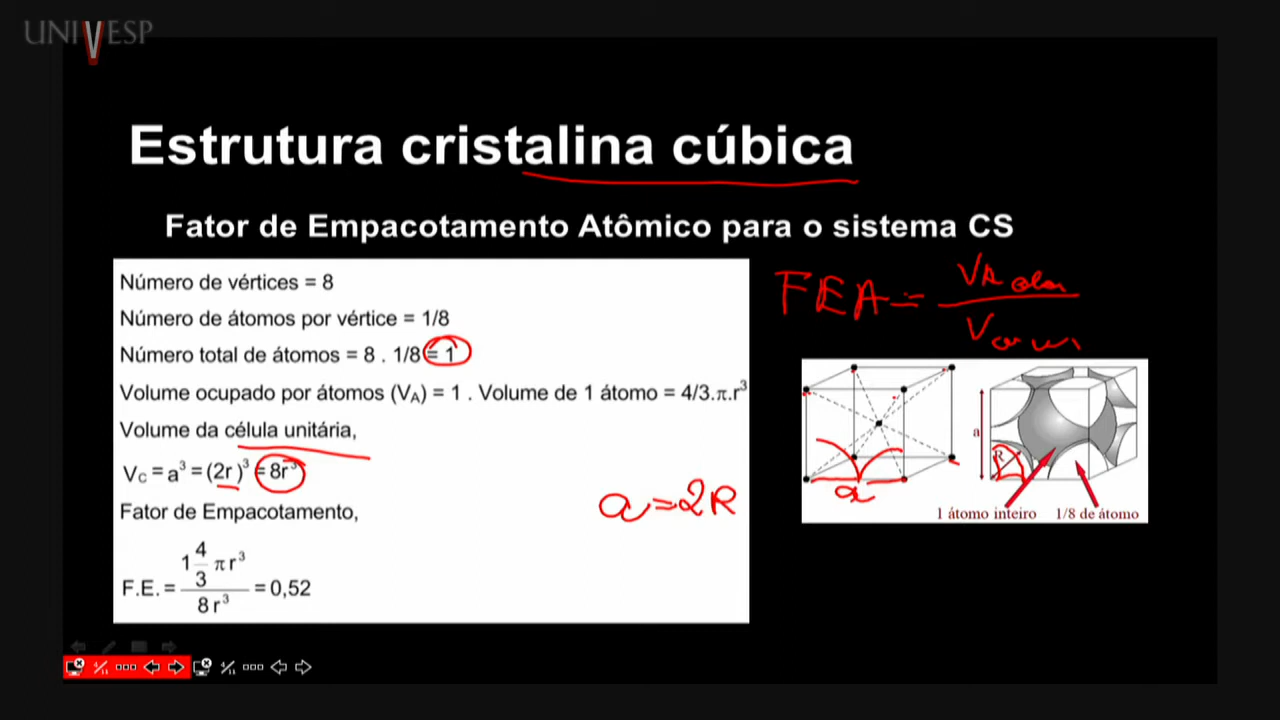 UNIVESP
Estrutura cristalina cúbica
Fator de Empacotamento Atômico para o sistema CS
Número de vértices = 8
Número de átomos por vértice = 1/8
Número total de átomos = 8 . 1/8 = 1
Volume ocupado por átomos (V_A) = 1 . Volume de 1 átomo = 4/3.π.r³
Volume da célula unitária,
V_C = a³ = (2r)³ = 8r³
Fator de Empacotamento,
F.E. = 1 4/3 π r³ / 8 r³ = 0,52
a = 2R
FEA =
a
a
R
1 átomo inteiro
1/8 de átomo